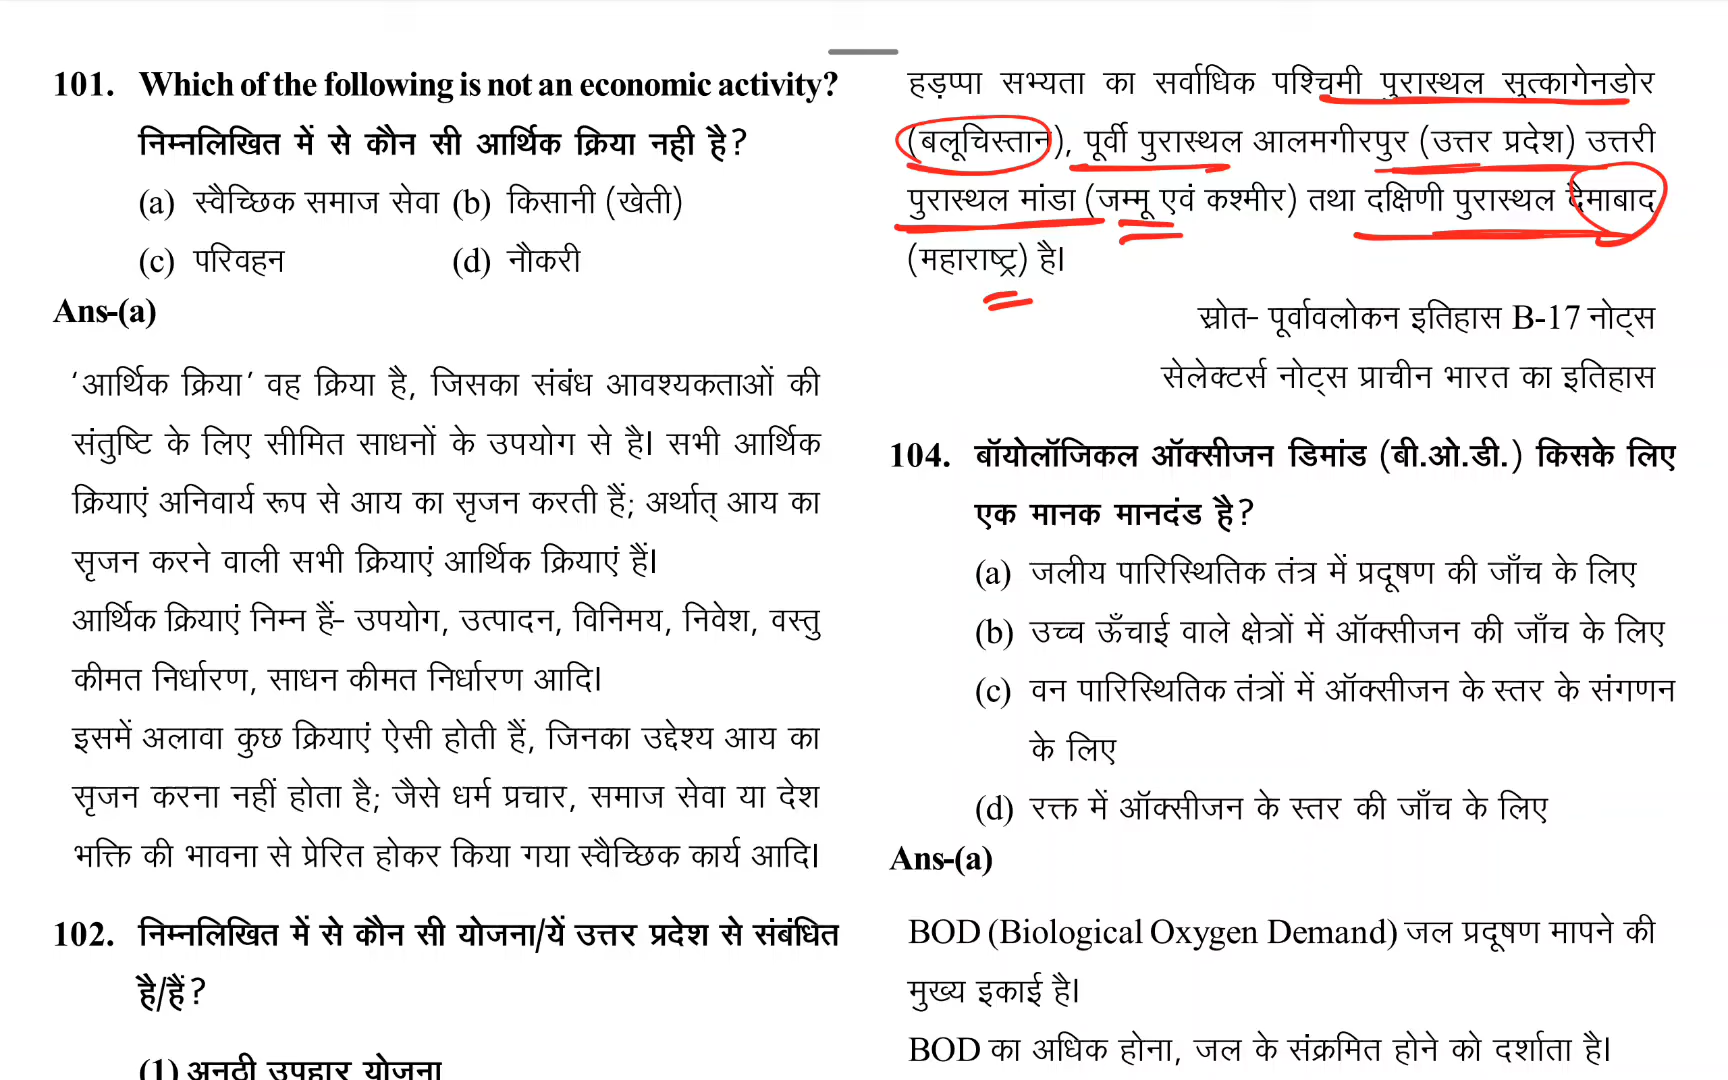 101. Which of the following is not an economic activity?
निम्नलिखित में से कौन सी आर्थिक क्रिया नही है?
(a) स्वैच्छिक समाज सेवा (b) किसानी (खेती)
(c) परिवहन (d) नौकरी
Ans-(a)
'आर्थिक क्रिया' वह क्रिया है, जिसका संबंध आवश्यकताओं की
संतुष्टि के लिए सीमित साधनों के उपयोग से है। सभी आर्थिक
क्रियाएं अनिवार्य रूप से आय का सृजन करती हैं; अर्थात् आय का
सृजन करने वाली सभी क्रियाएं आर्थिक क्रियाएं हैं।
आर्थिक क्रियाएं निम्न हैं- उपयोग, उत्पादन, विनिमय, निवेश, वस्तु
कीमत निर्धारण, साधन कीमत निर्धारण आदि।
इसमें अलावा कुछ क्रियाएं ऐसी होती हैं, जिनका उद्देश्य आय का
सृजन करना नहीं होता है; जैसे धर्म प्रचार, समाज सेवा या देश
भक्ति की भावना से प्रेरित होकर किया गया स्वैच्छिक कार्य आदि।
102. निम्नलिखित में से कौन सी योजना/यें उत्तर प्रदेश से संबंधित
है/हैं?
(1) अनूठी उपहार योजना
हड़प्पा सभ्यता का सर्वाधिक पश्चिमी पुरास्थल सुत्कागेनडोर
(बलूचिस्तान), पूर्वी पुरास्थल आलमगीरपुर (उत्तर प्रदेश) उत्तरी
पुरास्थल मांडा (जम्मू एवं कश्मीर) तथा दक्षिणी पुरास्थल दैमाबाद
(महाराष्ट्र) है।
स्रोत- पूर्वावलोकन इतिहास B-17 नोट्स
सेलेक्टर्स नोट्स प्राचीन भारत का इतिहास
104. बॉयोलॉजिकल ऑक्सीजन डिमांड (बी.ओ.डी.) किसके लिए
एक मानक मानदंड है?
(a) जलीय पारिस्थितिक तंत्र में प्रदूषण की जाँच के लिए
(b) उच्च ऊँचाई वाले क्षेत्रों में ऑक्सीजन की जाँच के लिए
(c) वन पारिस्थितिक तंत्रों में ऑक्सीजन के स्तर के संगणन
के लिए
(d) रक्त में ऑक्सीजन के स्तर की जाँच के लिए
Ans-(a)
BOD (Biological Oxygen Demand) जल प्रदूषण मापने की
मुख्य इकाई है।
BOD का अधिक होना, जल के संक्रमित होने को दर्शाता है।